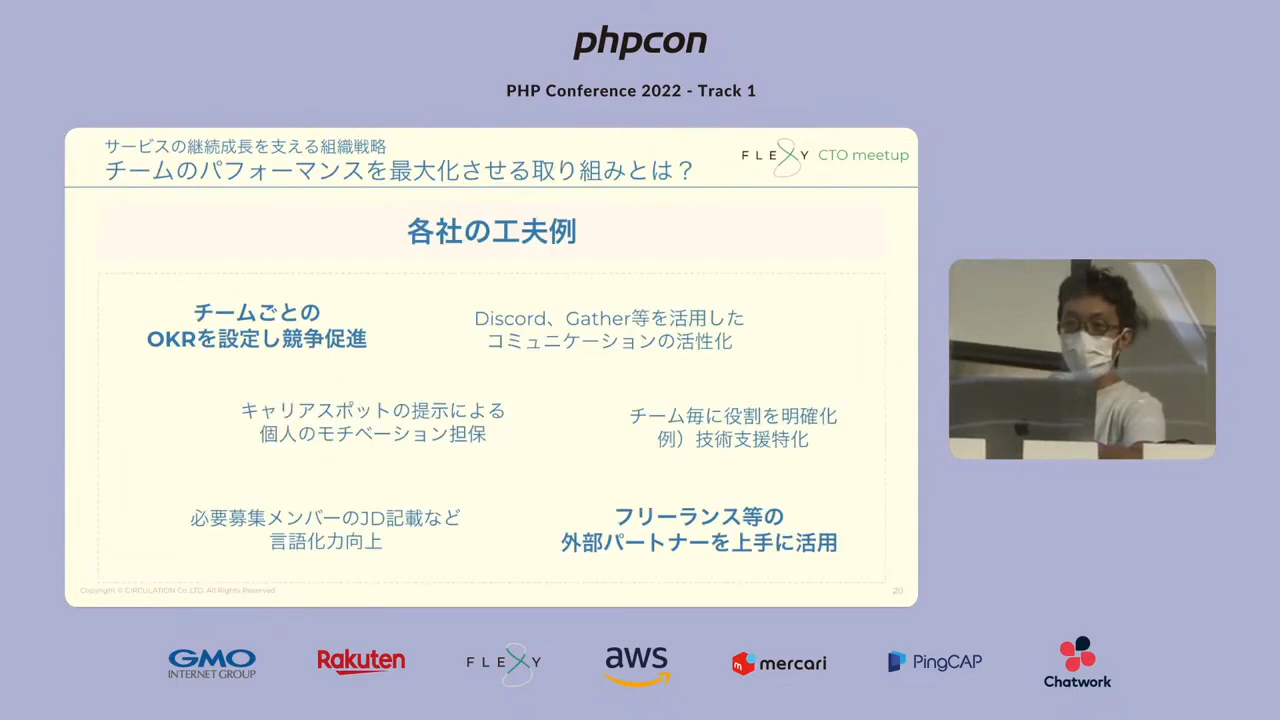 phpcon
PHP Conference 2022 - Track 1
サービスの継続成長を支える組織戦略
チームのパフォーマンスを最大化させる取り組みとは？
FLEXY CTO meetup
各社の工夫例
チームごとの
OKRを設定し競争促進
Discord、Gather等を活用した
コミュニケーションの活性化
キャリアスポットの提示による
個人のモチベーション担保
チーム毎に役割を明確化
例）技術支援特化
必要募集メンバーのJD記載など
言語化力向上
フリーランス等の
外部パートナーを上手に活用
Copyright © CIRCULATION Co.,LTD. All Rights Reserved
20
GMO
INTERNET GROUP
Rakuten
FLEXY
aws
mercari
PingCAP
Chatwork